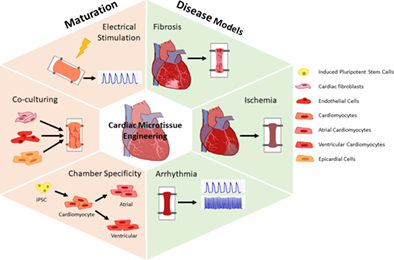 Maturation
Disease Models
Electrical
Stimulation
Fibrosis
Co-culturing
Cardiac Microtissue
Engineering
Ischemia
Chamber Specificity
iPSC
Cardiomyocyte
Atrial
Ventricular
Arrhythmia
Induced Pluripotent Stem Cells
Cardiac fibroblasts
Endothelial Cells
Cardiomyocytes
Atrial Cardiomyocytes
Ventricular Cardiomyocytes
Epicardial Cells